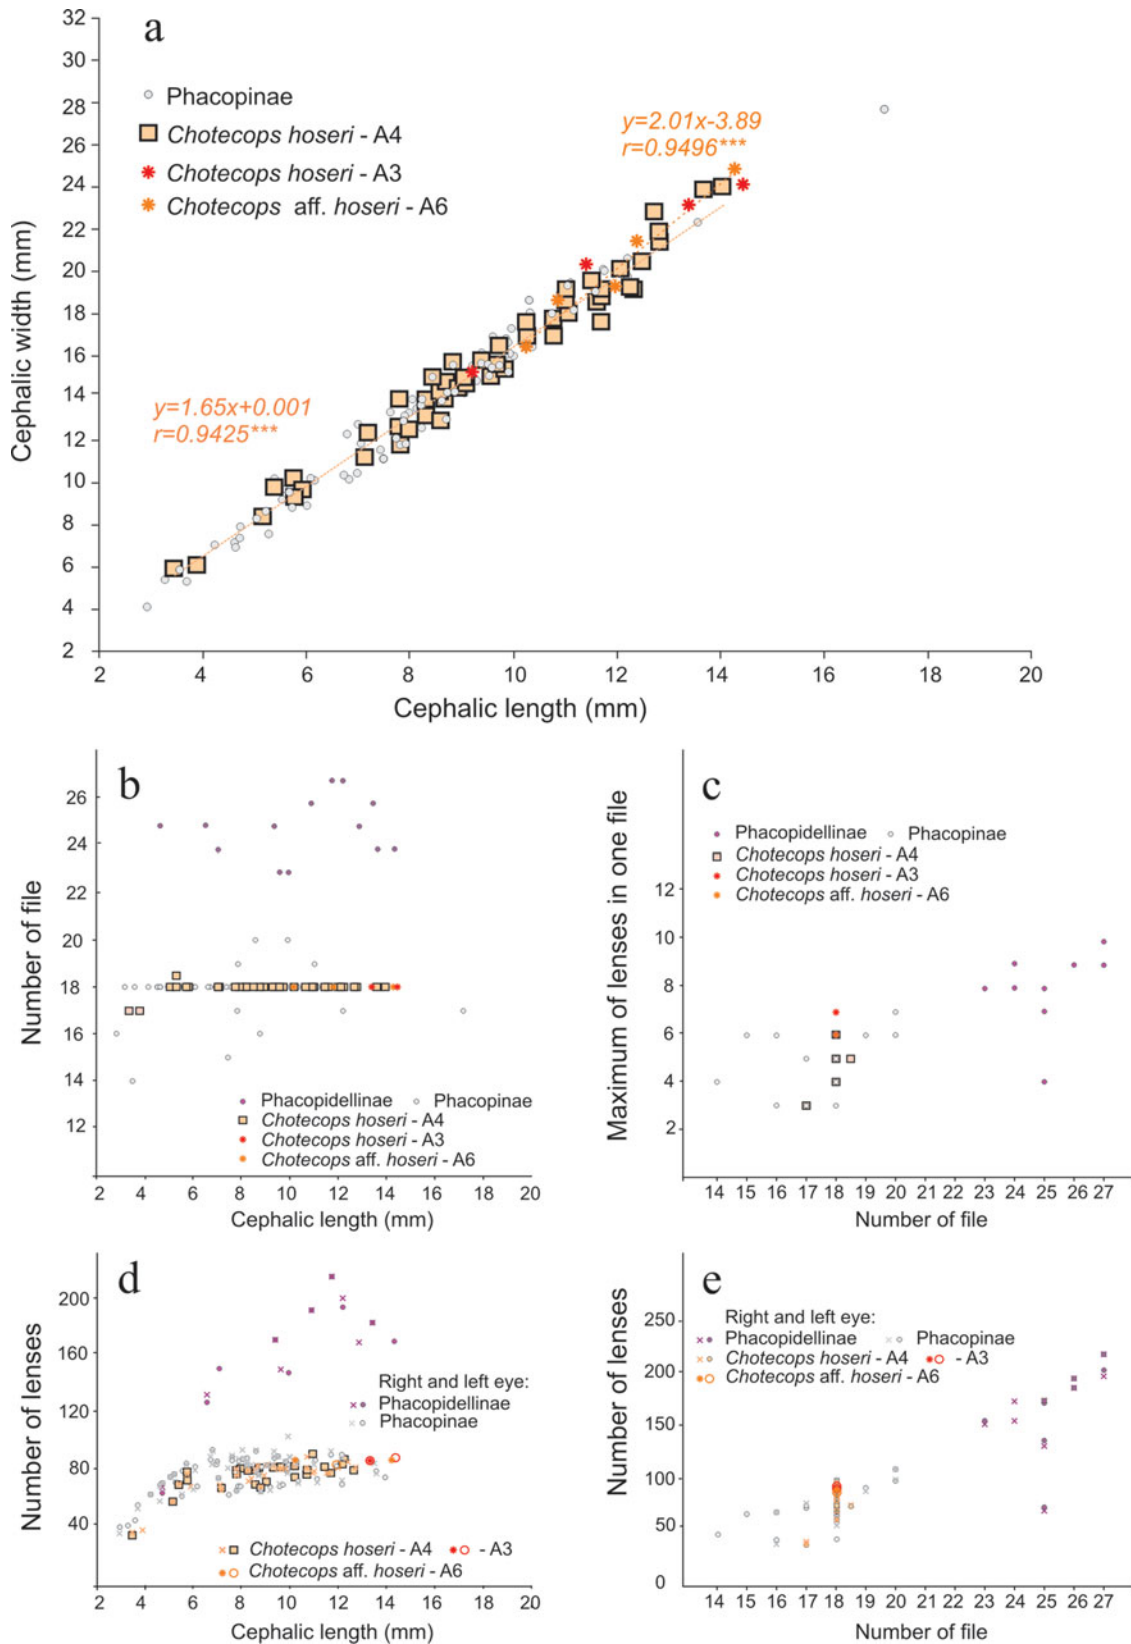 a
32
30
28
26
24
22
20
18
16
14
12
10
8
6
4
2
Cephalic width (mm)
Phacopinae
Chotecops hoseri - A4
Chotecops hoseri - A3
Chotecops aff. hoseri - A6
y=2.01x-3.89
r=0.9496***
y=1.65x+0.001
r=0.9425***
2 4 6 8 10 12 14 16 18 20
Cephalic length (mm)
b
26
24
22
20
18
16
14
12
Number of file
Phacopidellinae Phacopinae
Chotecops hoseri - A4
Chotecops hoseri - A3
Chotecops aff. hoseri - A6
2 4 6 8 10 12 14 16 18 20
Cephalic length (mm)
c
Maximum of lenses in one file
Phacopidellinae Phacopinae
Chotecops hoseri - A4
Chotecops hoseri - A3
Chotecops aff. hoseri - A6
12
10
8
6
4
2
14 15 16 17 18 19 20 21 22 23 24 25 26 27
Number of file
d
200
160
120
80
40
Number of lenses
Right and left eye:
Phacopidellinae
Phacopinae
Chotecops hoseri - A4 - A3
Chotecops aff. hoseri - A6
2 4 6 8 10 12 14 16 18 20
Cephalic length (mm)
e
250
200
150
100
50
0
Number of lenses
Right and left eye:
Phacopidellinae Phacopinae
Chotecops hoseri - A4 - A3
Chotecops aff. hoseri - A6
14 15 16 17 18 19 20 21 22 23 24 25 26 27
Number of file